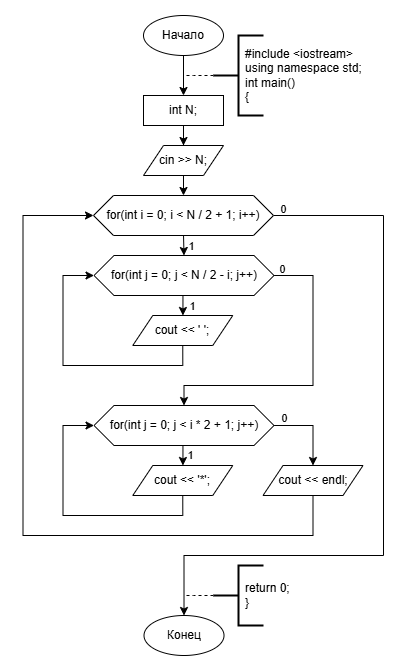 Начало
#include <iostream>
using namespace std;
int main()
{
int N;
cin >> N;
for(int i = 0; i < N / 2 + 1; i++)
0
1
for(int j = 0; j < N / 2 - i; j++)
0
1
cout << ' ';
for(int j = 0; j < i * 2 + 1; j++)
0
1
cout << '*';
cout << endl;
return 0;
}
Конец